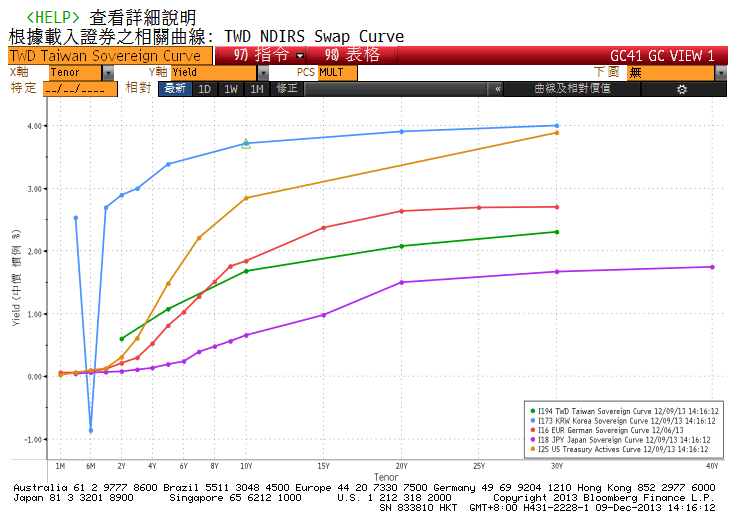 <HELP> 查看詳細說明
根據載入證券之相關曲線: TWD NDIRS Swap Curve
TWD Taiwan Sovereign Curve 97) 指令 98) 表格 GC41 GC VIEW 1
X軸 Tenor Y軸 Yield PCS MULT 下圖 無
特定 __/__/____ 相對 最新 1D 1W 1M 修正 « 曲線及相對價值
4.00
3.00
2.00
1.00
0.00
-1.00
Yield (中價 慣例 %)
1M 6M 2Y 4Y 6Y 8Y 10Y 15Y 20Y 25Y 30Y 40Y
Tenor
I194 TWD Taiwan Sovereign Curve 12/09/13 14:16:12
I173 KRW Korea Sovereign Curve 12/09/13 14:16:12
I16 EUR German Sovereign Curve 12/06/13
I18 JPY Japan Sovereign Curve 12/09/13 14:16:12
I25 US Treasury Actives Curve 12/09/13 14:16:12
Australia 61 2 9777 8600 Brazil 5511 3048 4500 Europe 44 20 7330 7500 Germany 49 69 9204 1210 Hong Kong 852 2977 6000
Japan 81 3 3201 8900 Singapore 65 6212 1000 U.S. 1 212 318 2000 Copyright 2013 Bloomberg Finance L.P.
SN 833810 HKT GMT+8:00 H431-2228-1 09-Dec-2013 14:16:12